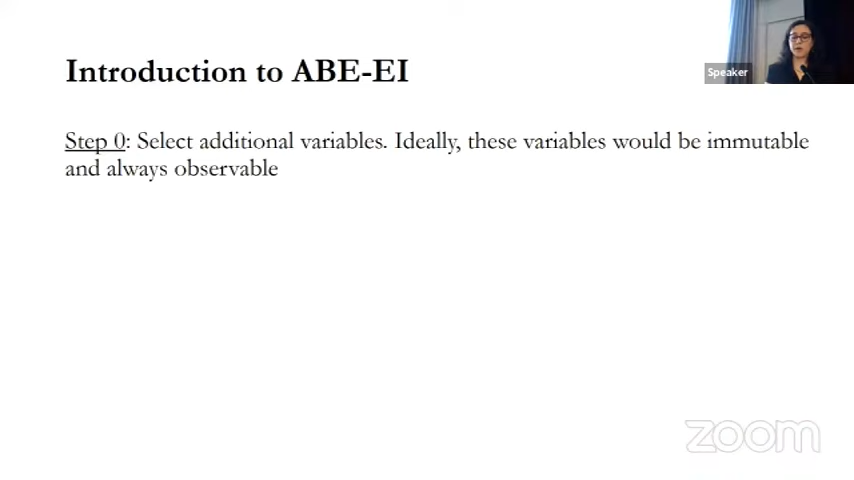 Introduction to ABE-EI
Speaker
Step 0: Select additional variables. Ideally, these variables would be immutable
and always observable
zoom